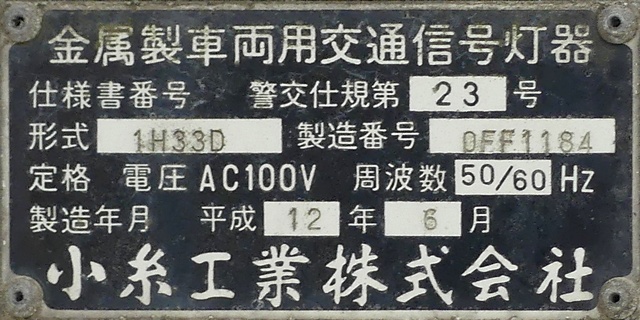 金属製車両用交通信号灯器
仕様書番号 警交仕規第 23 号
形式 1H33D 製造番号 0FF1184
定格 電圧 AC100V 周波数 50/60 Hz
製造年月 平成 12 年 6 月
小糸工業株式会社